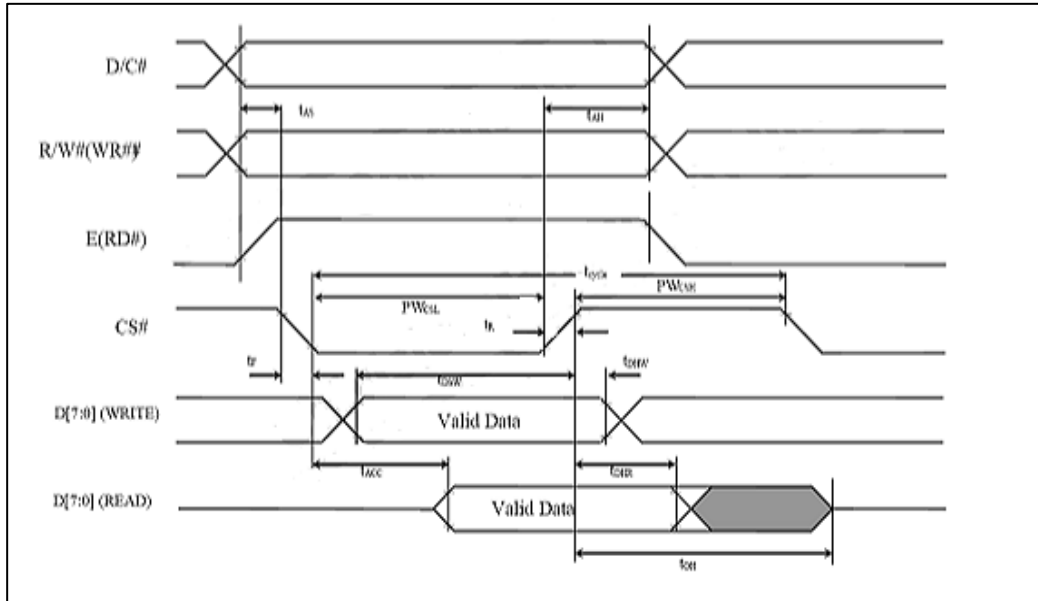 D/C#
tAS
tAH
R/W#(WR#)
E(RD#)
tcycle
PWCSL
PWCSH
CS#
tR
tF
tDSW
tDHW
D[7:0] (WRITE)
Valid Data
tACC
tDHR
D[7:0] (READ)
Valid Data
tOH